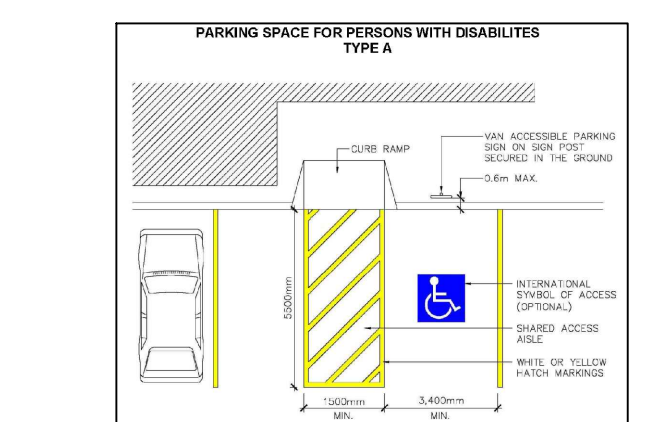 PARKING SPACE FOR PERSONS WITH DISABILITES
TYPE A
CURB RAMP
VAN ACCESSIBLE PARKING
SIGN ON SIGN POST
SECURED IN THE GROUND
0.6m MAX.
5500mm
INTERNATIONAL
SYMBOL OF ACCESS
(OPTIONAL)
SHARED ACCESS
AISLE
WHITE OR YELLOW
HATCH MARKINGS
1500mm
MIN.
3,400mm
MIN.